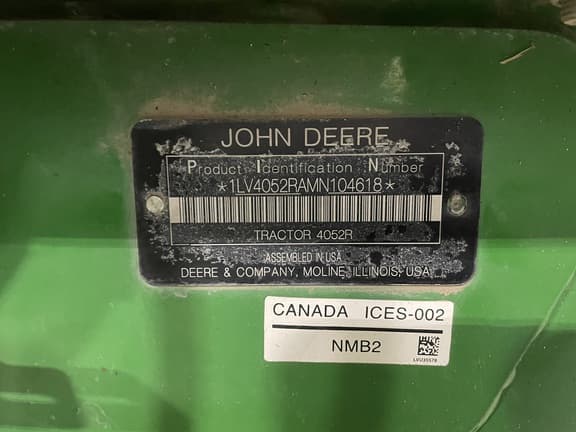 JOHN DEERE
Product Identification Number
*1LV4052RAMN104618*
TRACTOR 4052R
ASSEMBLED IN USA
DEERE & COMPANY, MOLINE, ILLINOIS, USA
CANADA ICES-002
NMB2